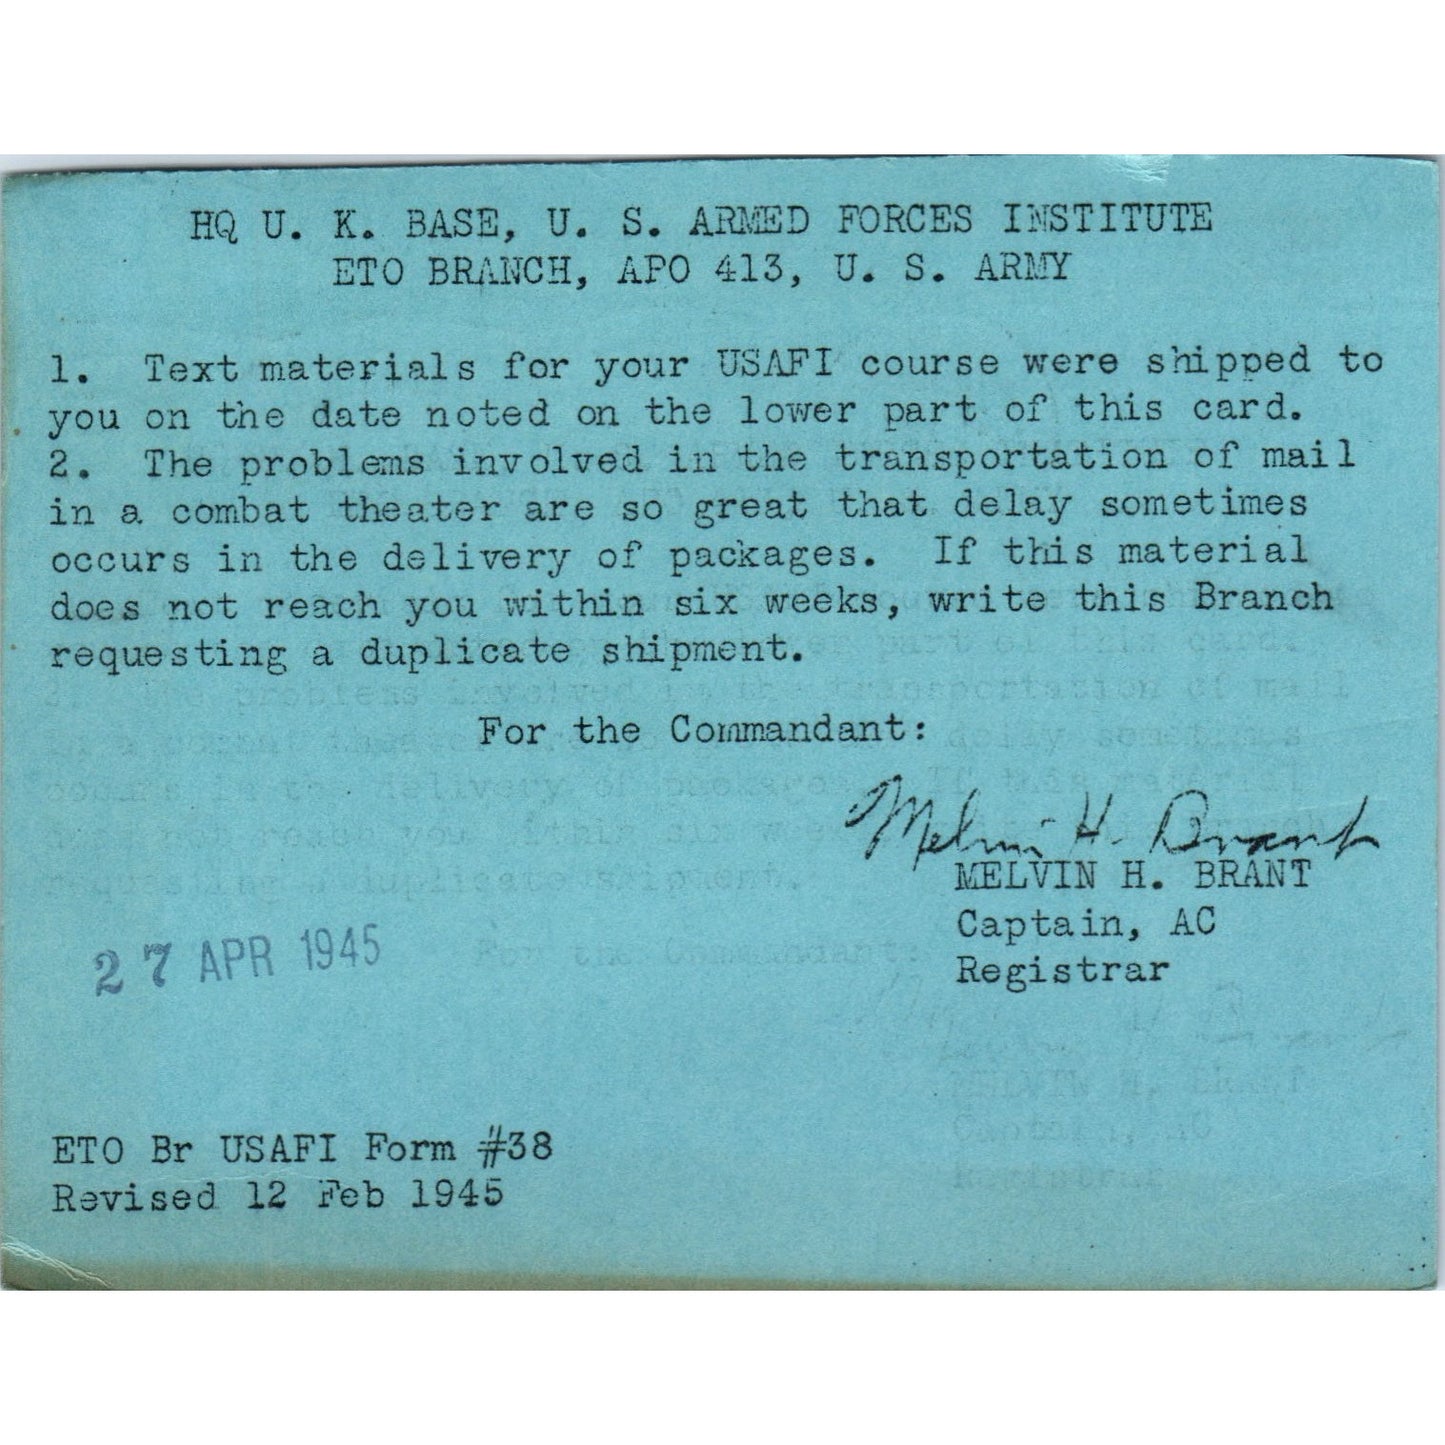 HQ U. K. BASE, U. S. ARMED FORCES INSTITUTE
ETO BRANCH, APO 413, U. S. ARMY
1. Text materials for your USAFI course were shipped to
you on the date noted on the lower part of this card.
2. The problems involved in the transportation of mail
in a combat theater are so great that delay sometimes
occurs in the delivery of packages. If this material
does not reach you within six weeks, write this Branch
requesting a duplicate shipment.
For the Commandant:
Melvin H. Brant
MELVIN H. BRANT
Captain, AC
Registrar
27 APR 1945
ETO Br USAFI Form #38
Revised 12 Feb 1945